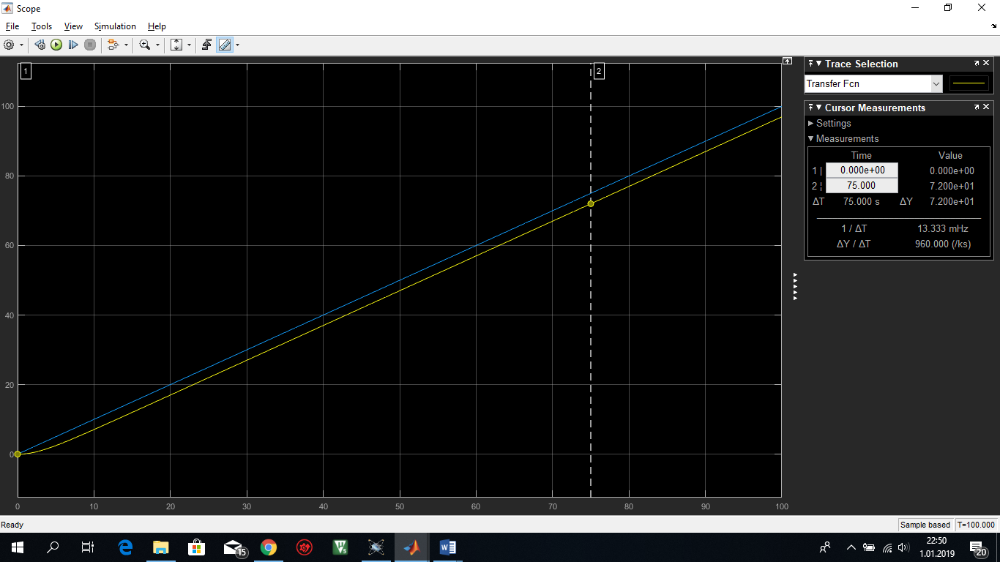 Scope
File Tools View Simulation Help
1
2
100
80
60
40
20
0
0 10 20 30 40 50 60 70 80 90 100
Trace Selection
Transfer Fcn
Cursor Measurements
Settings
Measurements
Time Value
1 | 0.000e+00 0.000e+00
2 ¦ 75.000 7.200e+01
ΔT 75.000 s ΔY 7.200e+01
1 / ΔT 13.333 mHz
ΔY / ΔT 960.000 (/ks)
Ready Sample based T=100.000
15
22:50
1.01.2019
20